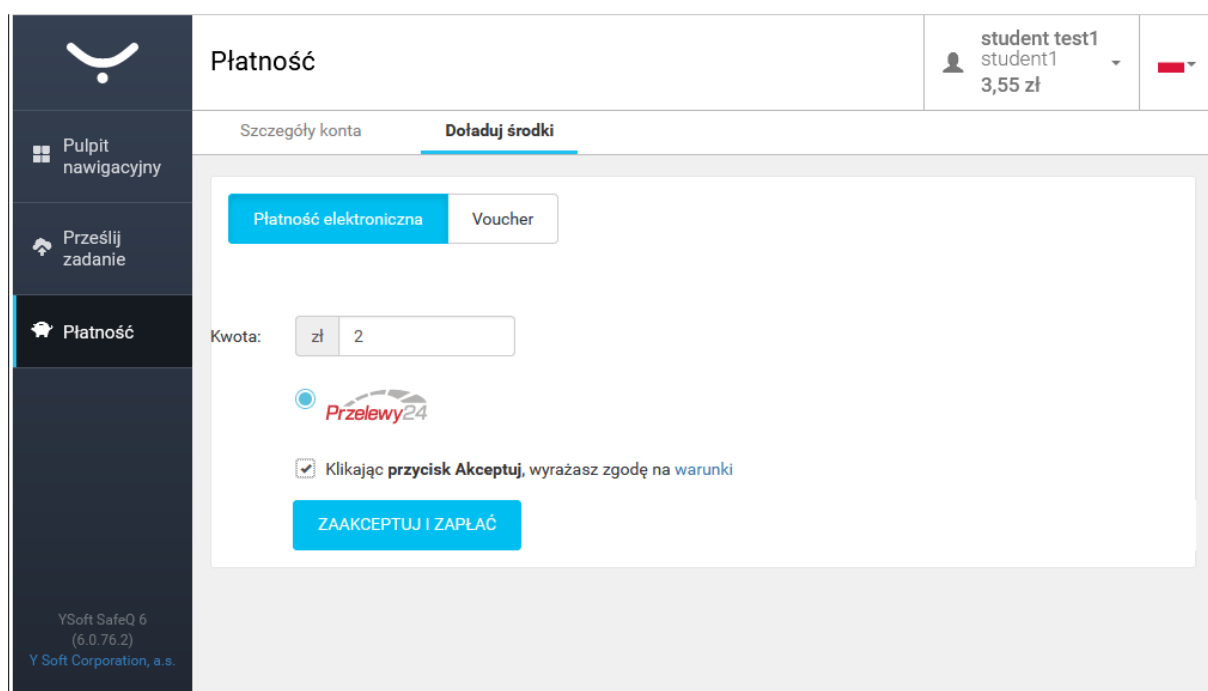 Płatność
student test1
student1
3,55 zł
Szczegóły konta
Doładuj środki
Pulpit
nawigacyjny
Prześlij
zadanie
Płatność
Płatność elektroniczna
Voucher
Kwota:
zł
2
Przelewy24
Klikając przycisk Akceptuj, wyrażasz zgodę na warunki
ZAAKCEPTUJ I ZAPŁAĆ
YSoft SafeQ 6
(6.0.76.2)
Y Soft Corporation, a.s.